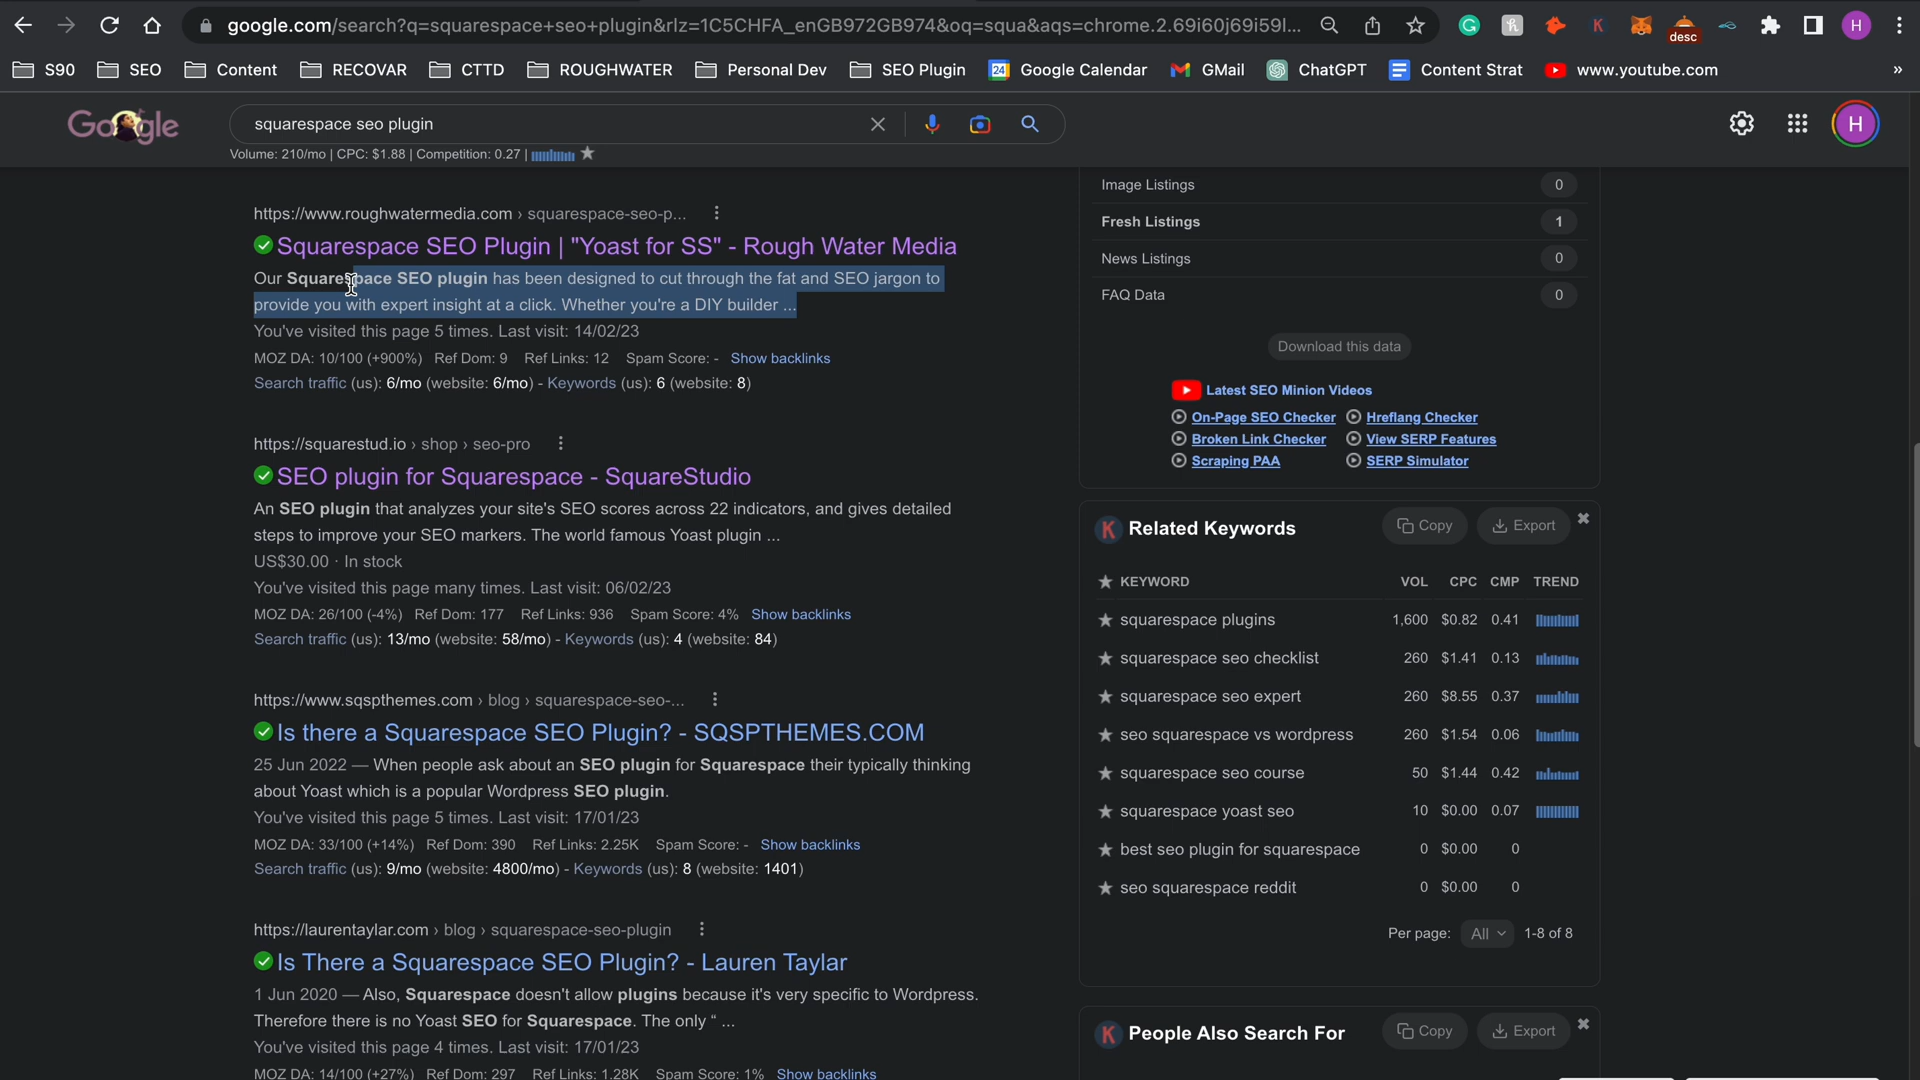 google.com/search?q=squarespace+seo+plugin&rlz=1C5CHFA_enGB972GB974&oq=squa&aqs=chrome.2.69i60j69i59l...
desc
H
S90
SEO
Content
RECOVAR
CTTD
ROUGHWATER
Personal Dev
SEO Plugin
24 Google Calendar
GMail
ChatGPT
Content Strat
www.youtube.com
»
Google
squarespace seo plugin
H
Volume: 210/mo | CPC: $1.88 | Competition: 0.27 |
https://www.roughwatermedia.com › squarespace-seo-p...
Squarespace SEO Plugin | "Yoast for SS" - Rough Water Media
Our Squarespace SEO plugin has been designed to cut through the fat and SEO jargon to
provide you with expert insight at a click. Whether you're a DIY builder ...
You've visited this page 5 times. Last visit: 14/02/23
MOZ DA: 10/100 (+900%) Ref Dom: 9 Ref Links: 12 Spam Score: - Show backlinks
Search traffic (us): 6/mo (website: 6/mo) - Keywords (us): 6 (website: 8)
https://squarestud.io › shop › seo-pro
SEO plugin for Squarespace - SquareStudio
An SEO plugin that analyzes your site's SEO scores across 22 indicators, and gives detailed
steps to improve your SEO markers. The world famous Yoast plugin ...
US$30.00 · In stock
You've visited this page many times. Last visit: 06/02/23
MOZ DA: 26/100 (-4%) Ref Dom: 177 Ref Links: 936 Spam Score: 4% Show backlinks
Search traffic (us): 13/mo (website: 58/mo) - Keywords (us): 4 (website: 84)
https://www.sqspthemes.com › blog › squarespace-seo-...
Is there a Squarespace SEO Plugin? - SQSPTHEMES.COM
25 Jun 2022 — When people ask about an SEO plugin for Squarespace their typically thinking
about Yoast which is a popular Wordpress SEO plugin.
You've visited this page 5 times. Last visit: 17/01/23
MOZ DA: 33/100 (+14%) Ref Dom: 390 Ref Links: 2.25K Spam Score: - Show backlinks
Search traffic (us): 9/mo (website: 4800/mo) - Keywords (us): 8 (website: 1401)
https://laurentaylar.com › blog › squarespace-seo-plugin
Is There a Squarespace SEO Plugin? - Lauren Taylar
1 Jun 2020 — Also, Squarespace doesn't allow plugins because it's very specific to Wordpress.
Therefore there is no Yoast SEO for Squarespace. The only “ ...
You've visited this page 4 times. Last visit: 17/01/23
MOZ DA: 14/100 (+27%) Ref Dom: 297 Ref Links: 1.28K Spam Score: 1% Show backlinks
Image Listings 0
Fresh Listings 1
News Listings 0
FAQ Data 0
Download this data
Latest SEO Minion Videos
On-Page SEO Checker Hreflang Checker
Broken Link Checker View SERP Features
Scraping PAA SERP Simulator
K Related Keywords Copy Export
KEYWORD VOL CPC CMP TREND
squarespace plugins 1,600 $0.82 0.41
squarespace seo checklist 260 $1.41 0.13
squarespace seo expert 260 $8.55 0.37
seo squarespace vs wordpress 260 $1.54 0.06
squarespace seo course 50 $1.44 0.42
squarespace yoast seo 10 $0.00 0.07
best seo plugin for squarespace 0 $0.00 0
seo squarespace reddit 0 $0.00 0
Per page: All 1-8 of 8
K People Also Search For Copy Export